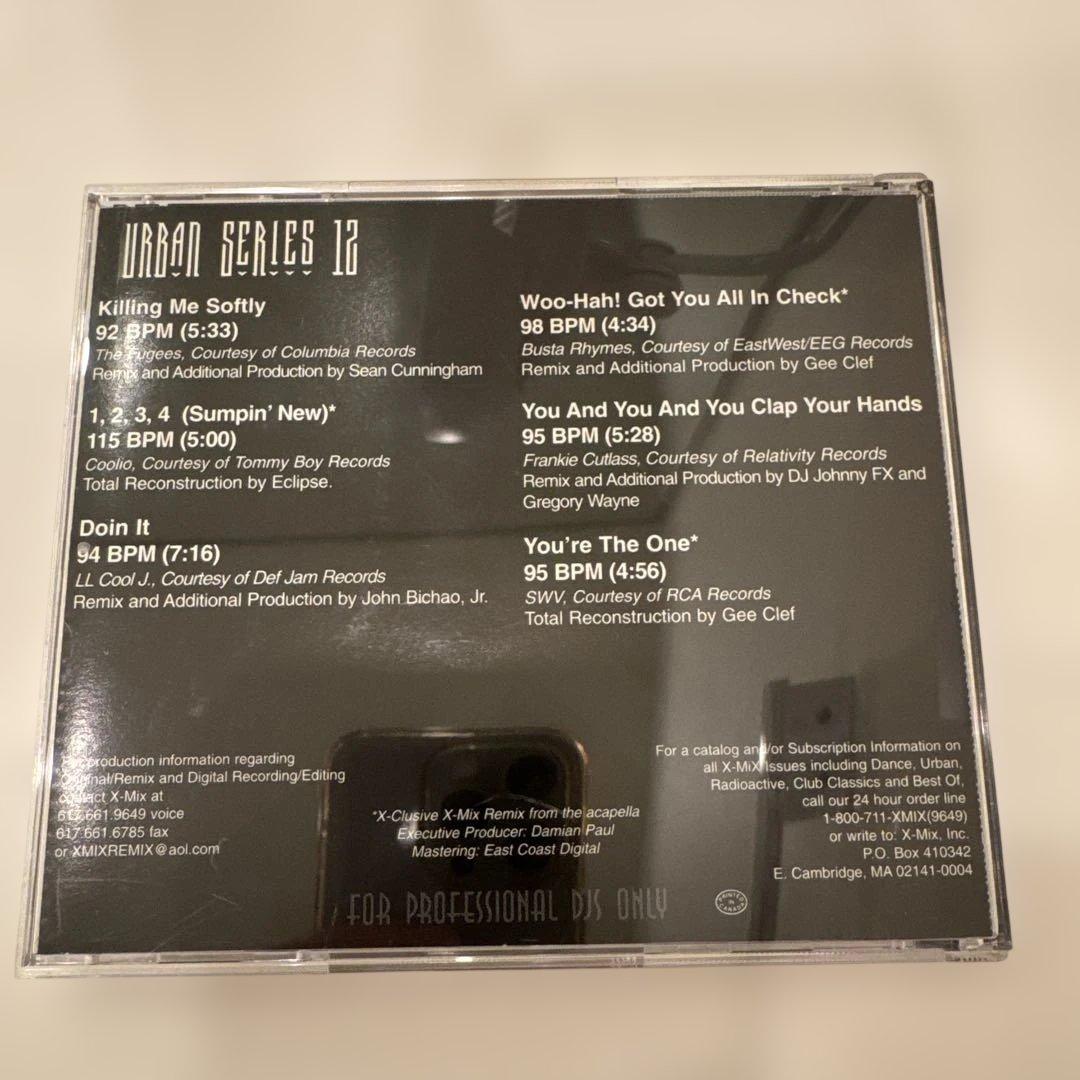 URBAN SERIES 12
Killing Me Softly
92 BPM (5:33)
The Fugees, Courtesy of Columbia Records
Remix and Additional Production by Sean Cunningham
1, 2, 3, 4 (Sumpin' New)*
115 BPM (5:00)
Coolio, Courtesy of Tommy Boy Records
Total Reconstruction by Eclipse.
Doin It
94 BPM (7:16)
LL Cool J., Courtesy of Def Jam Records
Remix and Additional Production by John Bichao, Jr.
Woo-Hah! Got You All In Check*
98 BPM (4:34)
Busta Rhymes, Courtesy of EastWest/EEG Records
Remix and Additional Production by Gee Clef
You And You And You Clap Your Hands
95 BPM (5:28)
Frankie Cutlass, Courtesy of Relativity Records
Remix and Additional Production by DJ Johnny FX and
Gregory Wayne
You're The One*
95 BPM (4:56)
SWV, Courtesy of RCA Records
Total Reconstruction by Gee Clef
production information regarding
Original/Remix and Digital Recording/Editing
contact X-Mix at
617.661.9649 voice
617.661.6785 fax
or XMIXREMIX@aol.com
*X-Clusive X-Mix Remix from the acapella
Executive Producer: Damian Paul
Mastering: East Coast Digital
For a catalog and/or Subscription Information on
all X-MiX Issues including Dance, Urban,
Radioactive, Club Classics and Best Of,
call our 24 hour order line
1-800-711-XMIX(9649)
or write to: X-Mix, Inc.
P.O. Box 410342
E. Cambridge, MA 02141-0004
FOR PROFESSIONAL DJS ONLY
PRINTED
IN
CANADA